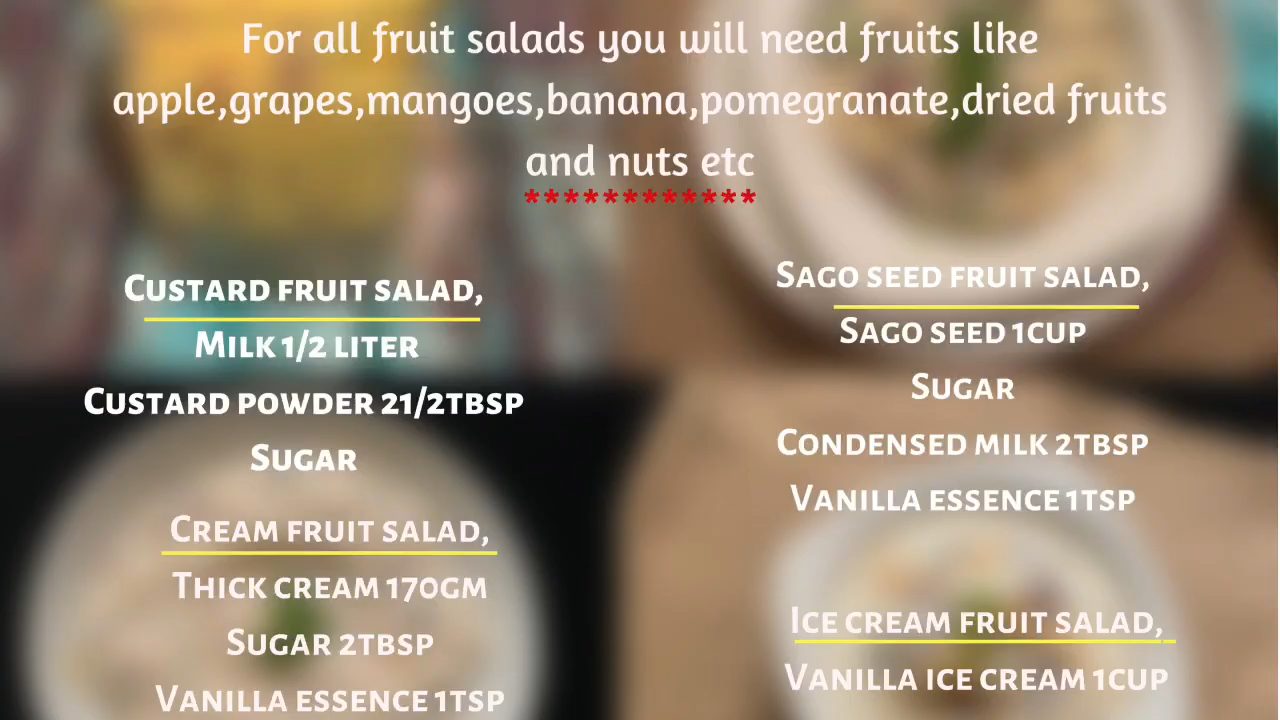 For all fruit salads you will need fruits like
apple,grapes,mangoes,banana,pomegranate,dried fruits
and nuts etc
************
Custard fruit salad,
Milk 1/2 liter
Custard powder 21/2tbsp
Sugar
Cream fruit salad,
Thick cream 170gm
Sugar 2tbsp
Vanilla essence 1tsp
Sago seed fruit salad,
Sago seed 1cup
Sugar
Condensed milk 2tbsp
Vanilla essence 1tsp
Ice cream fruit salad,
Vanilla ice cream 1cup